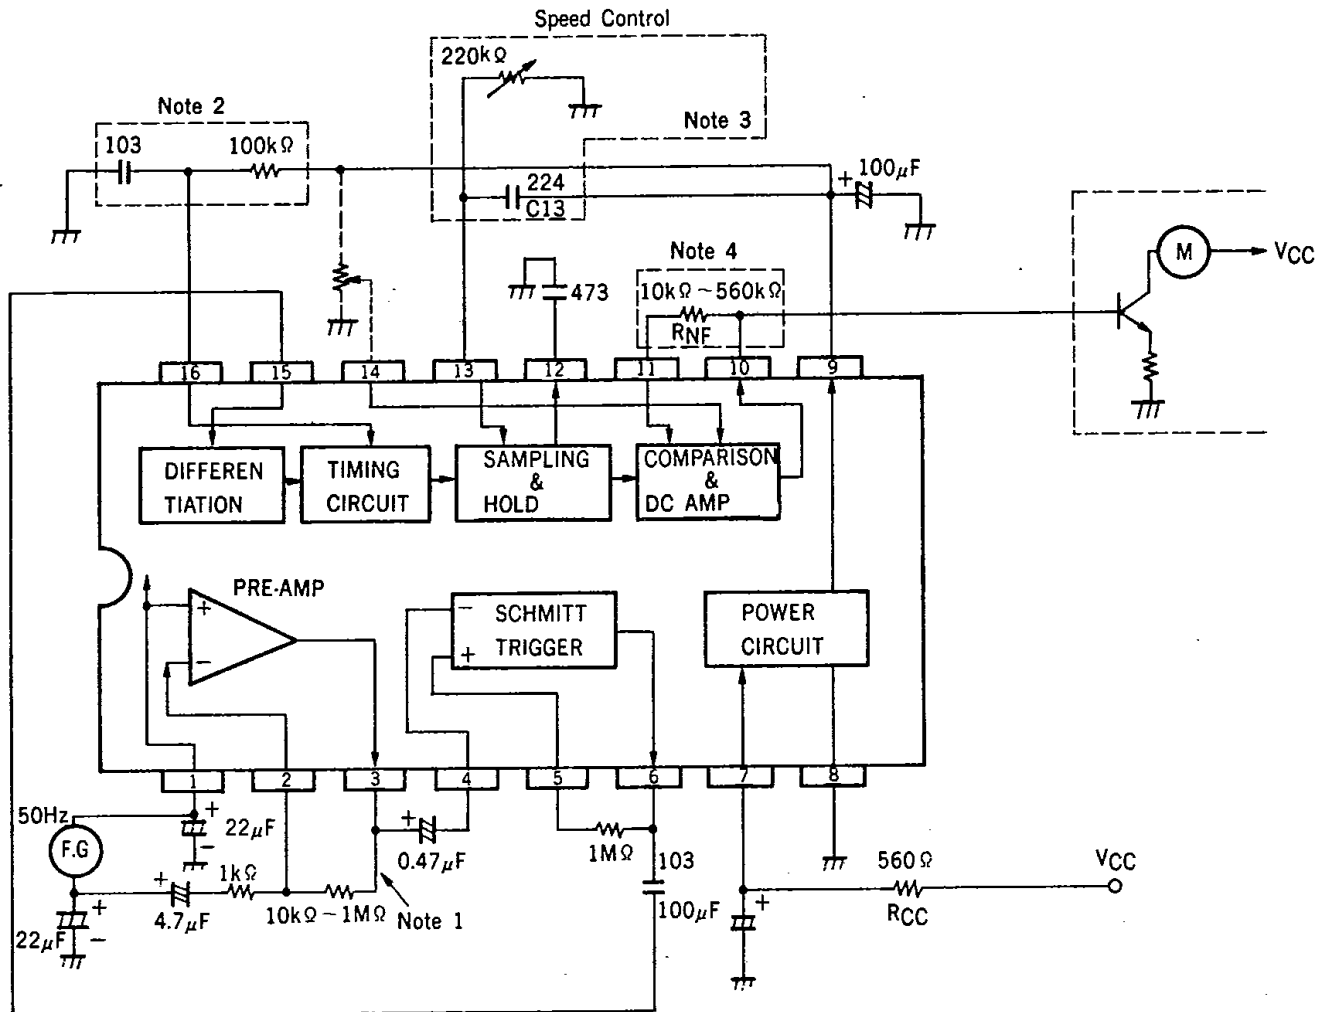 Speed Control
220kΩ
Note 2
Note 3
103
100kΩ
224
C13
+ 100μF
Note 4
M
VCC
473
10kΩ~560kΩ
RNF
16
15
14
13
12
11
10
9
DIFFEREN
TIATION
TIMING
CIRCUIT
SAMPLING
&
HOLD
COMPARISON
&
DC AMP
PRE-AMP
+
−
−
+
SCHMITT
TRIGGER
POWER
CIRCUIT
1
2
3
4
5
6
7
8
50Hz
F.G
+
22μF
−
+
0.47μF
1MΩ
103
100μF
560Ω
RCC
VCC
+
4.7μF
1kΩ
10kΩ~1MΩ
Note 1
+
22μF
−
+